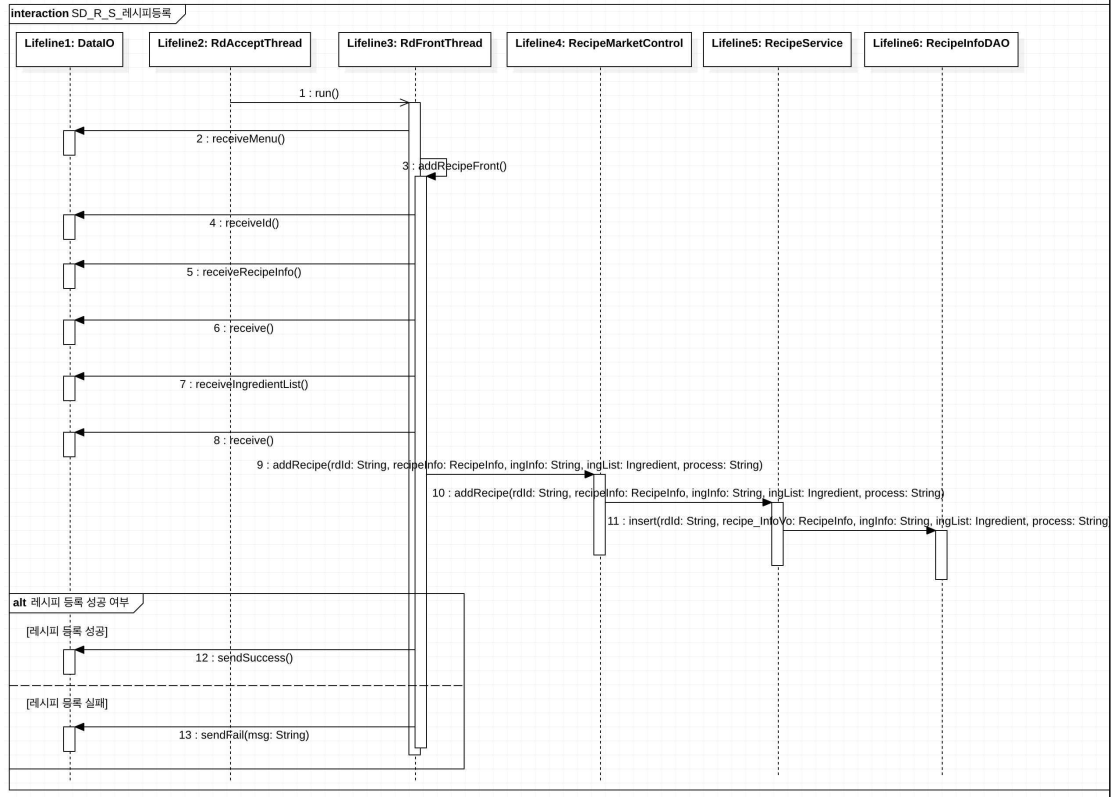 interaction SD_R_S_레시피등록
Lifeline1: DataIO
Lifeline2: RdAcceptThread
Lifeline3: RdFrontThread
Lifeline4: RecipeMarketControl
Lifeline5: RecipeService
Lifeline6: RecipeInfoDAO
1 : run()
2 : receiveMenu()
3 : addRecipeFront()
4 : receiveId()
5 : receiveRecipeInfo()
6 : receive()
7 : receiveIngredientList()
8 : receive()
9 : addRecipe(rdId: String, recipeInfo: RecipeInfo, ingInfo: String, ingList: Ingredient, process: String)
10 : addRecipe(rdId: String, recipeInfo: RecipeInfo, ingInfo: String, ingList: Ingredient, process: String)
11 : insert(rdId: String, recipe_InfoVo: RecipeInfo, ingInfo: String, ingList: Ingredient, process: String)
alt 레시피 등록 성공 여부
[레시피 등록 성공]
12 : sendSuccess()
[레시피 등록 실패]
13 : sendFail(msg: String)